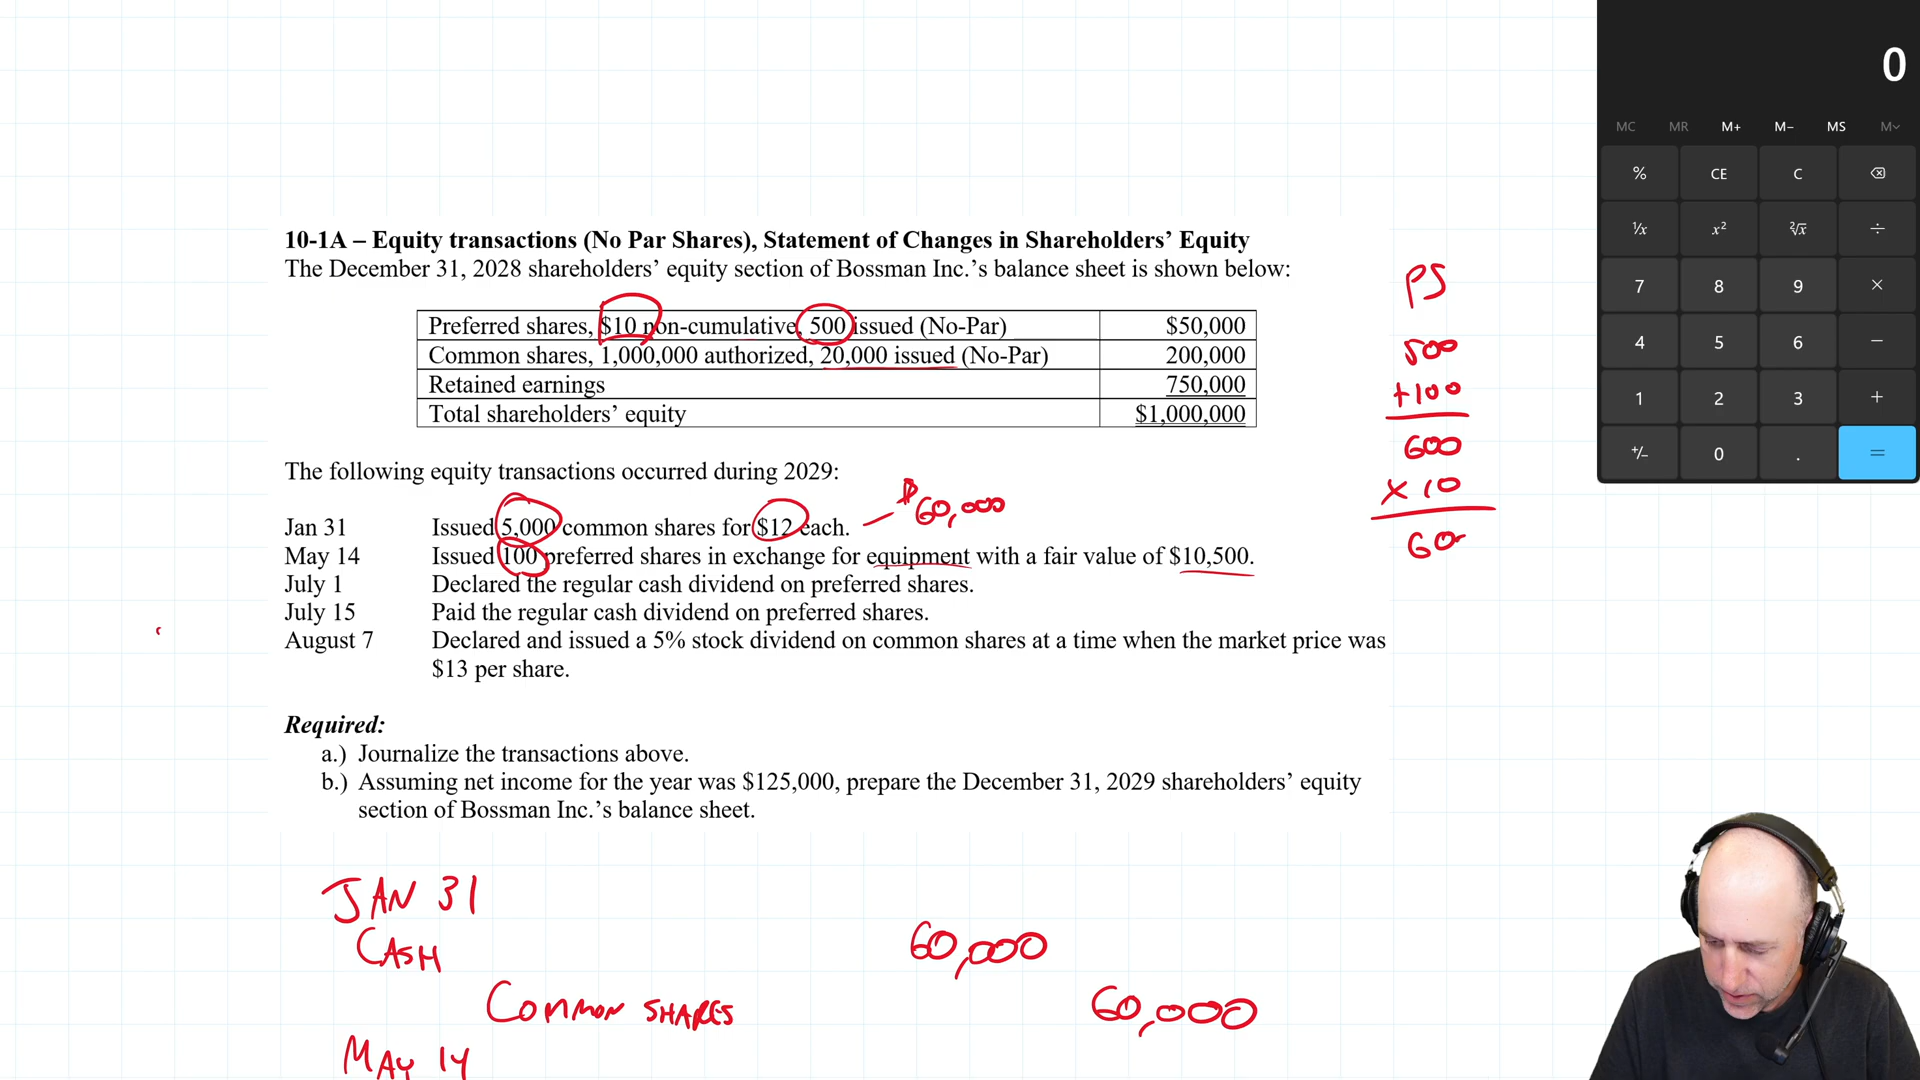 10-1A – Equity transactions (No Par Shares), Statement of Changes in Shareholders’ Equity
The December 31, 2028 shareholders’ equity section of Bossman Inc.’s balance sheet is shown below:
Preferred shares, $10 non-cumulative, 500 issued (No-Par) $50,000
Common shares, 1,000,000 authorized, 20,000 issued (No-Par) 200,000
Retained earnings 750,000
Total shareholders’ equity $1,000,000
The following equity transactions occurred during 2029:
$60,000
Jan 31 Issued 5,000 common shares for $12 each.
May 14 Issued 100 preferred shares in exchange for equipment with a fair value of $10,500.
July 1 Declared the regular cash dividend on preferred shares.
July 15 Paid the regular cash dividend on preferred shares.
August 7 Declared and issued a 5% stock dividend on common shares at a time when the market price was
$13 per share.
Required:
a.) Journalize the transactions above.
b.) Assuming net income for the year was $125,000, prepare the December 31, 2029 shareholders’ equity
section of Bossman Inc.’s balance sheet.
JAN 31
CASH 60,000
COMMON SHARES 60,000
MAY 14
PS
500
+100
600
x 10
60
0
MC MR M+ M− MS M˅
% CE C
¹/x x² ²√x ÷
7 8 9 ×
4 5 6 −
1 2 3 +
+/− 0 . =